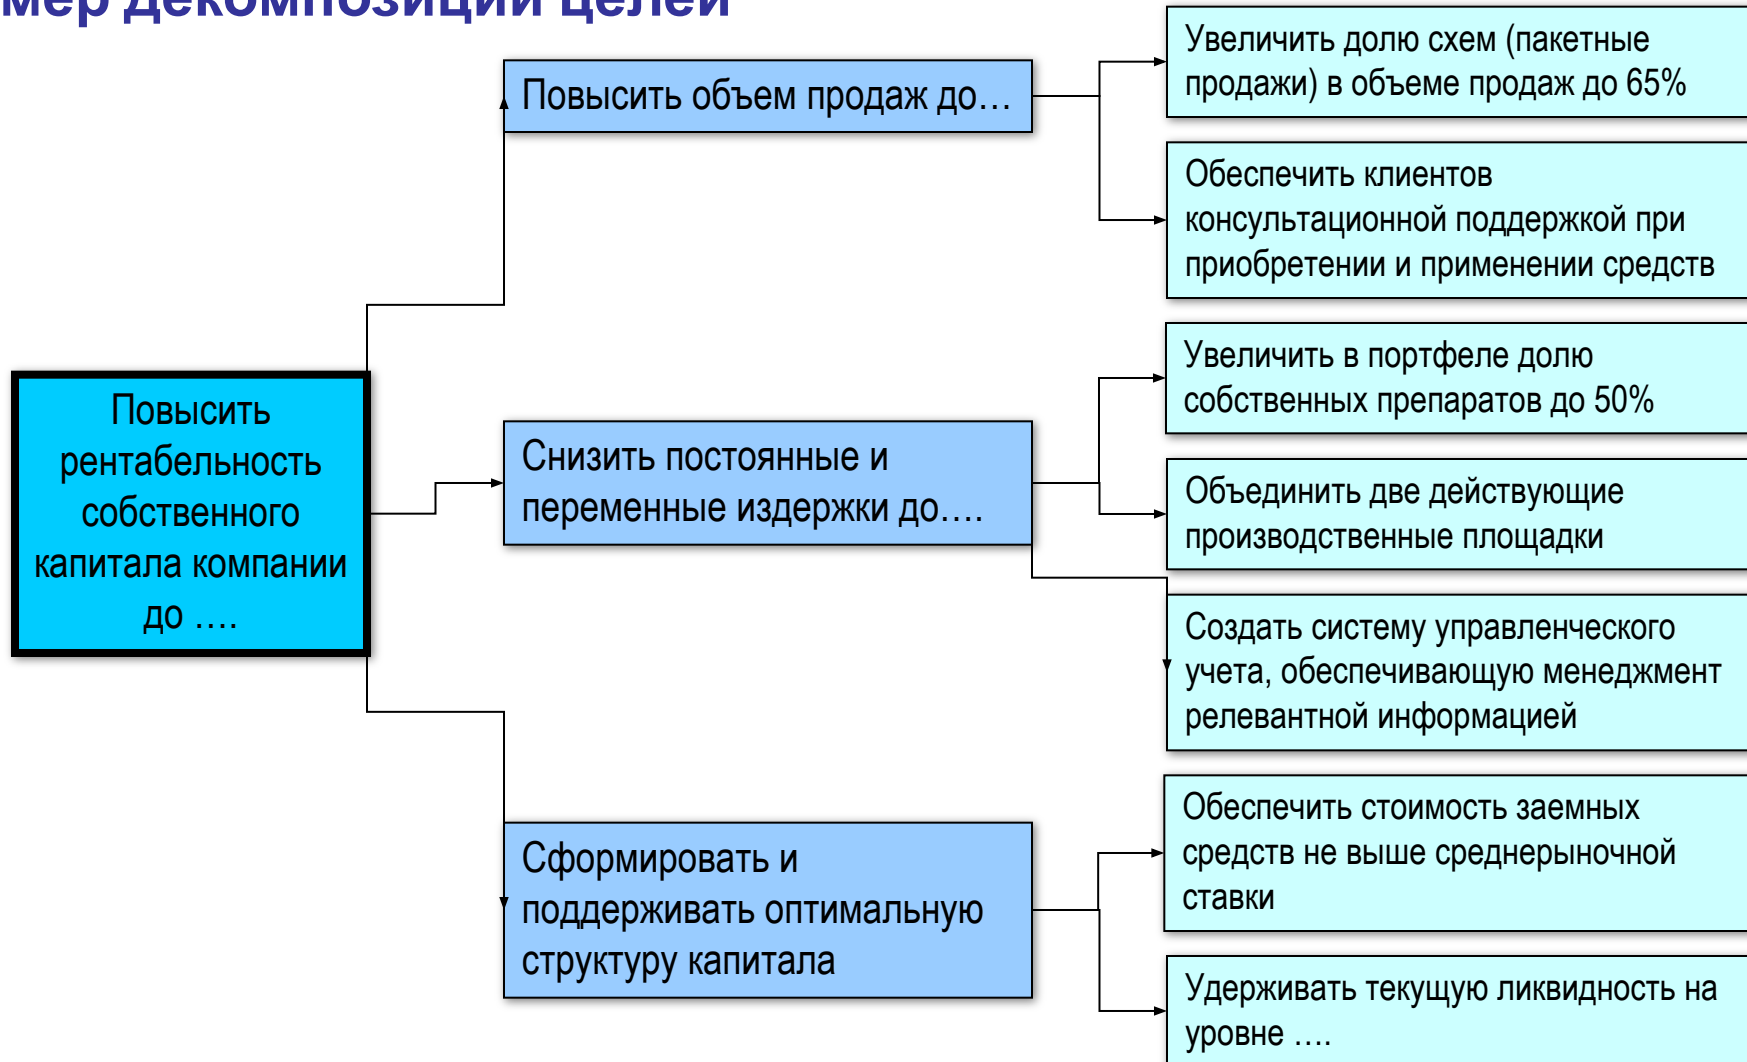 мер декомпозиции целей
Увеличить долю схем (пакетные
продажи) в объеме продаж до 65%
Повысить объем продаж до…
Обеспечить клиентов
консультационной поддержкой при
приобретении и применении средств
Увеличить в портфеле долю
собственных препаратов до 50%
Повысить
рентабельность
собственного
капитала компании
до ….
Снизить постоянные и
переменные издержки до….
Объединить две действующие
производственные площадки
Создать систему управленческого
учета, обеспечивающую менеджмент
релевантной информацией
Обеспечить стоимость заемных
средств не выше среднерыночной
ставки
Сформировать и
поддерживать оптимальную
структуру капитала
Удерживать текущую ликвидность на
уровне ….